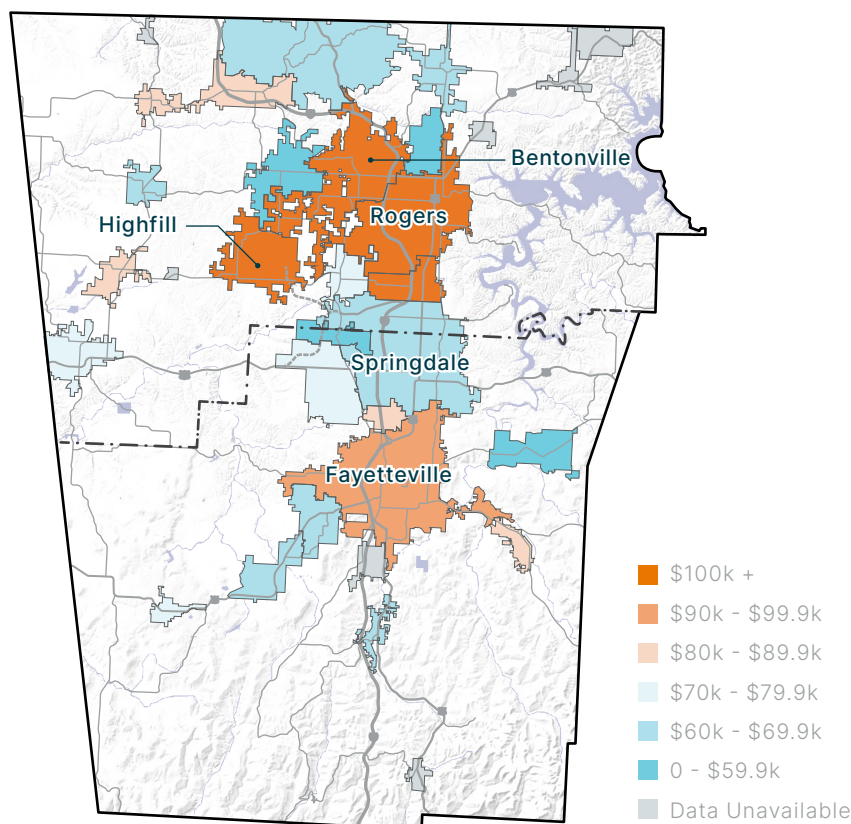 Bentonville
Rogers
Highfill
Springdale
Fayetteville
$100k +
$90k - $99.9k
$80k - $89.9k
$70k - $79.9k
$60k - $69.9k
0 - $59.9k
Data Unavailable